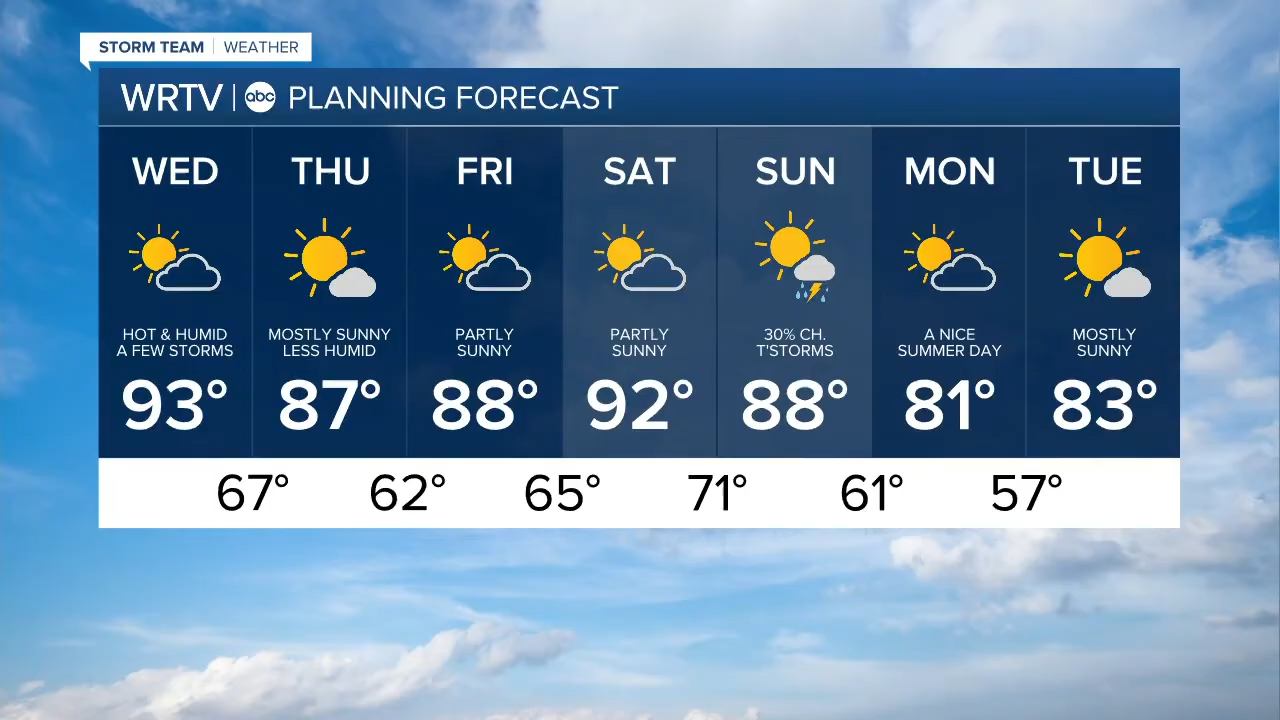 STORM TEAM | WEATHER
WRTV | abc PLANNING FORECAST
WED
THU
FRI
SAT
SUN
MON
TUE
HOT & HUMID
A FEW STORMS
MOSTLY SUNNY
LESS HUMID
PARTLY
SUNNY
PARTLY
SUNNY
30% CH.
T'STORMS
A NICE
SUMMER DAY
MOSTLY
SUNNY
93°
87°
88°
92°
88°
81°
83°
67°
62°
65°
71°
61°
57°